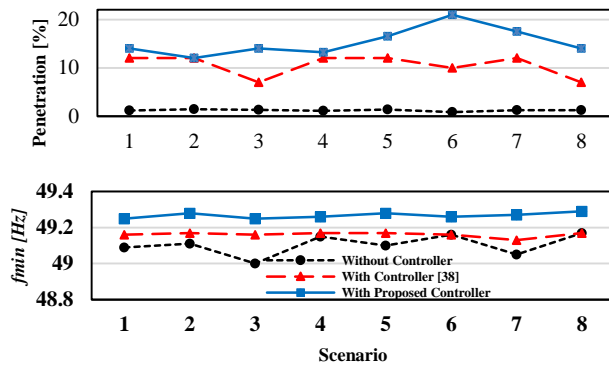 Penetration [%]
20
10
0
1 2 3 4 5 6 7 8
fmin [Hz]
49.4
49.2
49
48.8
Without Controller
With Controller [38]
With Proposed Controller
1 2 3 4 5 6 7 8
Scenario